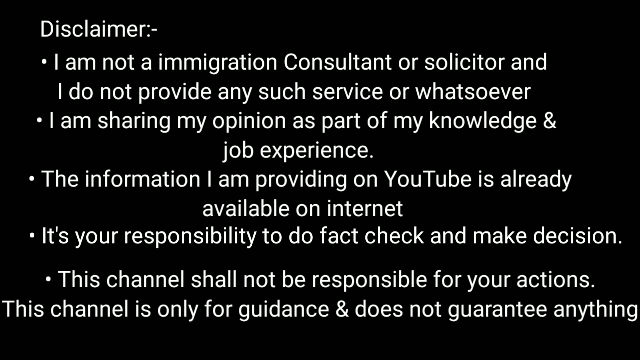 Disclaimer:-
• I am not a immigration Consultant or solicitor and
I do not provide any such service or whatsoever
• I am sharing my opinion as part of my knowledge &
job experience.
• The information I am providing on YouTube is already
available on internet
• It's your responsibility to do fact check and make decision.
• This channel shall not be responsible for your actions.
This channel is only for guidance & does not guarantee anything